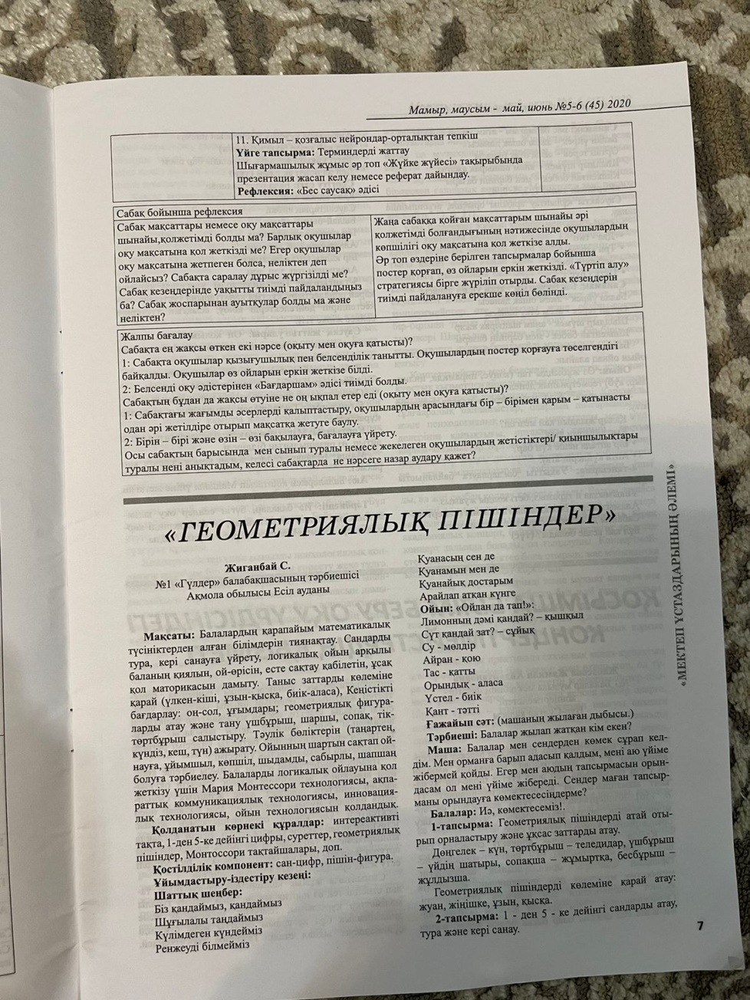 Мамыр, маусым - май, июнь №5-6 (45) 2020
11. Қимыл – қозғалыс нейрондар-орталықтан тепкіш
Үйге тапсырма: Терминдерді жаттау
Шығармашылық жұмыс әр топ «Жүйке жүйесі» тақырыбында
презентация жасап келу немесе реферат дайындау.
Рефлексия: «Бес саусақ» әдісі
Сабақ бойынша рефлексия
Сабақ мақсаттары немесе оқу мақсаттары
шынайы,қолжетімді болды ма? Барлық оқушылар
оқу мақсатына қол жеткізді ме? Егер оқушылар
оқу мақсатына жетпеген болса, неліктен деп
ойлайсыз? Сабақта саралау дұрыс жүргізілді ме?
Сабақ кезеңдерінде уақытты тиімді пайдаландыңыз
ба? Сабақ жоспарынан ауытқулар болды ма және
неліктен?
Жаңа сабаққа қойған мақсаттарым шынайы әрі
қолжетімді болғандығының нәтижесінде оқушылардың
көпшілігі оқу мақсатына қол жеткізе алды.
Әр топ өздеріне берілген тапсырмалар бойынша
постер қорғап, өз ойларын еркін жеткізді. «Түртіп алу»
стратегиясы бірге жүріліп отырды. Сабақ кезеңдерін
тиімді пайдалануға ерекше көңіл бөлінді.
Жалпы бағалау
Сабақта ең жақсы өткен екі нәрсе (оқыту мен оқуға қатысты)?
1: Сабақта оқушылар қызығушылық пен белсенділік танытты. Оқушылардың постер қорғауға төселгендігі
байқалды. Оқушылар өз ойларын еркін жеткізе білді.
2: Белсенді оқу әдістерінен «Бағдаршам» әдісі тиімді болды.
Сабақтың бұдан да жақсы өтуіне не оң ықпал етер еді (оқыту мен оқуға қатысты)?
1: Сабақтағы жағымды әсерлерді қалыптастыру, оқушылардың арасындағы бір – бірімен қарым – қатынасты
одан әрі жетілдіре отырып мақсатқа жетуге баулу.
2: Бірін – бірі және өзін – өзі бақылауға, бағалауға үйрету.
Осы сабақтың барысында мен сынып туралы немесе жекелеген оқушылардың жетістіктері/ қиыншылықтары
туралы нені анықтадым, келесі сабақтарда не нәрсеге назар аудару қажет?
«ГЕОМЕТРИЯЛЫҚ ПІШІНДЕР»
Жиганбай С.
№1 «Гүлдер» балабақшасының тәрбиешісі
Ақмола обылысы Есіл ауданы
Мақсаты: Балалардың қарапайым математикалық
түсініктерден алған білімдерін тиянақтау. Сандарды
тура, кері санауға үйрету, логикалық ойын арқылы
баланың қиялын, ой-өрісін, есте сақтау қабілетін, ұсақ
қол моторикасын дамыту. Таныс заттарды көлеміне
қарай (үлкен-кіші, ұзын-қысқа, биік-аласа), Кеңістікті
бағдарлау: оң-сол, ұғымдары; геометриялық фигура-
ларды атау және тану үшбұрыш, шаршы, сопақ, тік-
төртбұрыш салыстыру. Тәулік бөліктерін (таңартең,
күндіз, кеш, түн) ажырату. Ойынның шартын сақтап ой-
науға, ұйымшыл, көпшіл, шыдамды, сабырлы, шапшаң
болуға тәрбиелеу. Балаларды логикалық ойлауына қол
жеткізу үшін Мария Монтессори технологиясы, ақпа-
раттық коммуникациялық технологиясы, инновация-
лық технологиясы, ойын технологиясын қолдандық.
Қолданатын көрнекі құралдар: интереактивті
тақта, 1-ден 5-ке дейінгі цифры, суреттер, геометриялық
пішіндер, Монтоссори тақтайшалары, доп.
Қостілділік компонент: сан-цифр, пішін-фигура.
Ұйымдастыру-іздестіру кезеңі:
Шаттық шеңбер:
Біз қандаймыз, қандаймыз
Шұғылалы таңдаймыз
Күлімдеген күндейміз
Ренжеуді білмейміз
Қуанасың сен де
Қуанамын мен де
Қуанайық достарым
Арайлап атқан күнге
Ойын: «Ойлан да тап!»:
Лимонның дәмі қандай? – қышқыл
Сүт қандай зат? – сұйық
Су - мөлдір
Айран - қою
Тас - қатты
Орындық - аласа
Үстел - биік
Қант - тәтті
Ғажайып сәт: (машаның жылаған дыбысы.)
Тәрбиеші: Балалар жылап жатқан кім екен?
Маша: Балалар мен сендерден көмек сұрап кел-
дім. Мен орманға барып адасып қалдым, мені аю үйіме
жібермей қойды. Егер мен аюдың тапсырмасын орын-
дасам ол мені үйіме жібереді. Сендер маған тапсыр-
маны орындауға көмектесесіңдерме?
Балалар: Иә, көмектесеміз!.
1-тапсырма: Геометриялық пішіндерді атай оты-
рып орналастыру және ұқсас заттарды атау.
Дөңгелек – күн, төртбұрыш – теледидар, үшбұрыш
– үйдің шатыры, сопақша – жұмыртқа, бесбұрыш –
жұлдызша.
Геометриялық пішіндерді көлеміне қарай атау:
жуан, жіңішке, ұзын, қысқа.
2-тапсырма: 1 - ден 5 - ке дейінгі сандарды атау,
тура және кері санау.
«МЕКТЕП ҰСТАЗДАРЫНЫҢ ӘЛЕМІ»
7